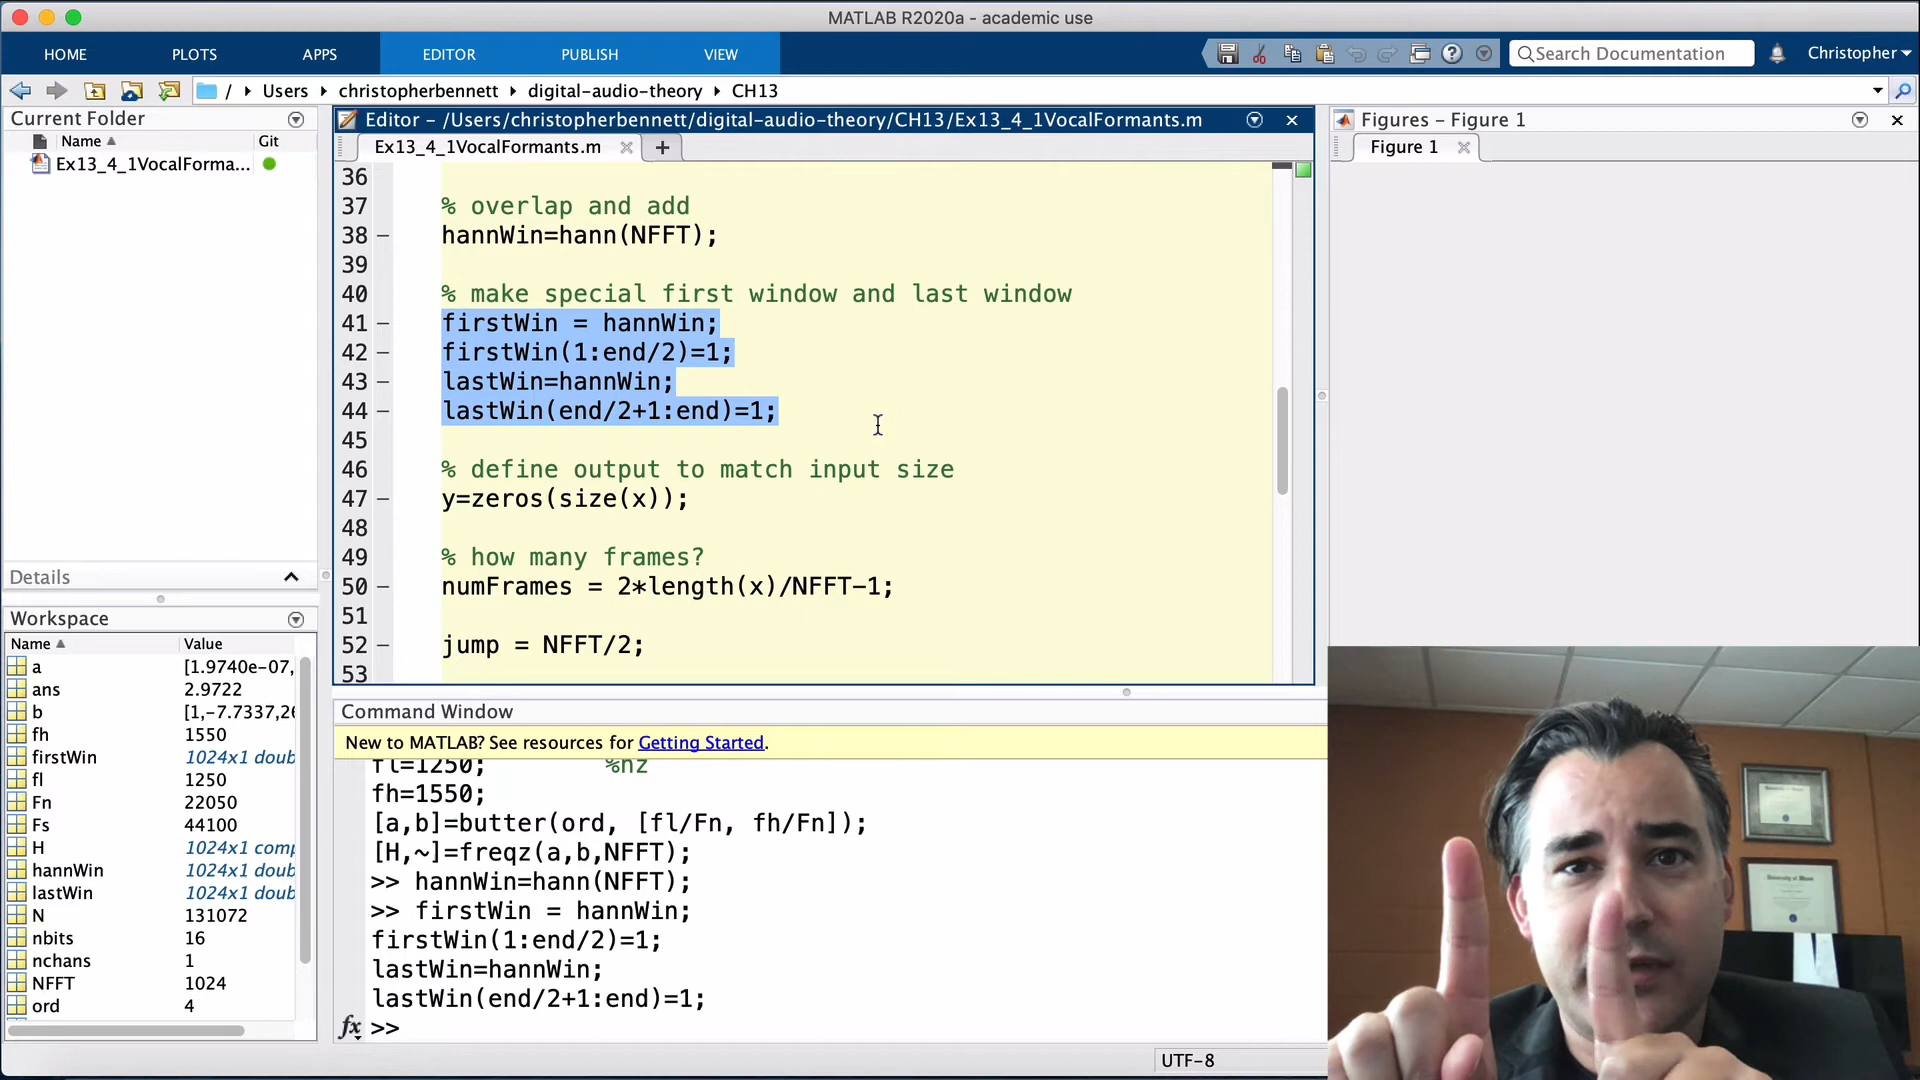 MATLAB R2020a - academic use
HOME PLOTS APPS EDITOR PUBLISH VIEW
Search Documentation
Christopher
/ Users christopherbennett digital-audio-theory CH13
Current Folder
Name Git
Ex13_4_1VocalForma...
Details
Workspace
Name Value
a [1.9740e-07,
ans 2.9722
b [1,-7.7337,26
fh 1550
firstWin 1024x1 doub
fl 1250
Fn 22050
Fs 44100
H 1024x1 comp
hannWin 1024x1 doub
lastWin 1024x1 doub
N 131072
nbits 16
nchans 1
NFFT 1024
ord 4
Editor - /Users/christopherbennett/digital-audio-theory/CH13/Ex13_4_1VocalFormants.m
Ex13_4_1VocalFormants.m
36
37 % overlap and add
38 hannWin=hann(NFFT);
39
40 % make special first window and last window
41 firstWin = hannWin;
42 firstWin(1:end/2)=1;
43 lastWin=hannWin;
44 lastWin(end/2+1:end)=1;
45
46 % define output to match input size
47 y=zeros(size(x));
48
49 % how many frames?
50 numFrames = 2*length(x)/NFFT-1;
51
52 jump = NFFT/2;
53
Command Window
New to MATLAB? See resources for Getting Started.
fl=1250; %hz
fh=1550;
[a,b]=butter(ord, [fl/Fn, fh/Fn]);
[H,~]=freqz(a,b,NFFT);
>> hannWin=hann(NFFT);
>> firstWin = hannWin;
firstWin(1:end/2)=1;
lastWin=hannWin;
lastWin(end/2+1:end)=1;
fx >>
UTF-8
Figures - Figure 1
Figure 1